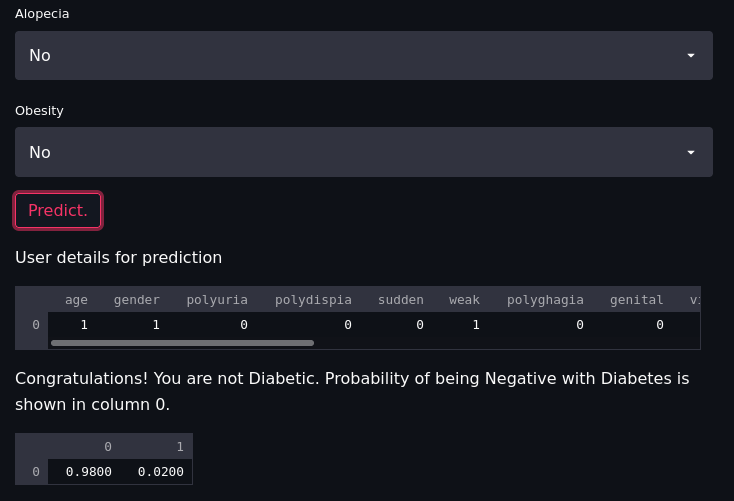 Alopecia
No
Obesity
No
Predict.
User details for prediction
age gender polyuria polydispia sudden weak polyghagia genital
0 1 1 0 0 0 1 0 0
Congratulations! You are not Diabetic. Probability of being Negative with Diabetes is
shown in column 0.
0 1
0 0.9800 0.0200